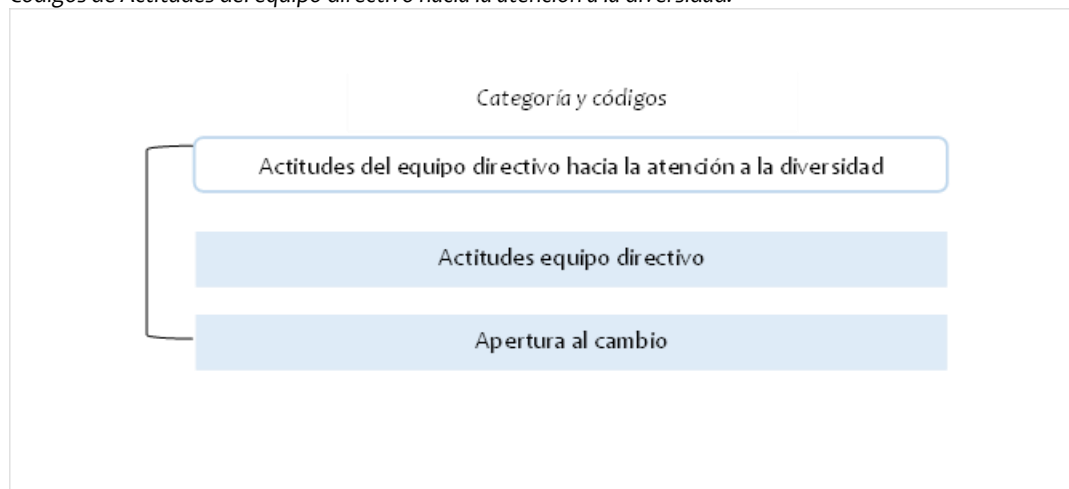 Códigos de Actitudes del equipo directivo hacia la atención a la diversidad.
Categoría y códigos
Actitudes del equipo directivo hacia la atención a la diversidad
Actitudes equipo directivo
Apertura al cambio